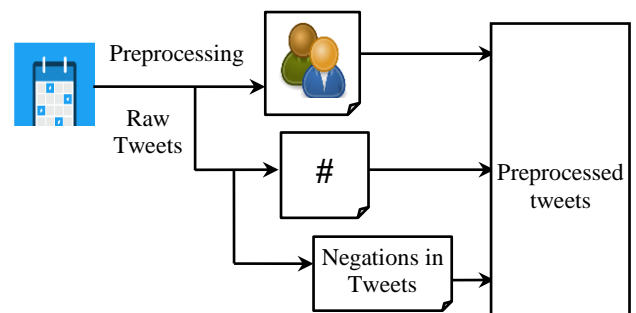 Preprocessing
Raw
Tweets
#
Negations in
Tweets
Preprocessed
tweets